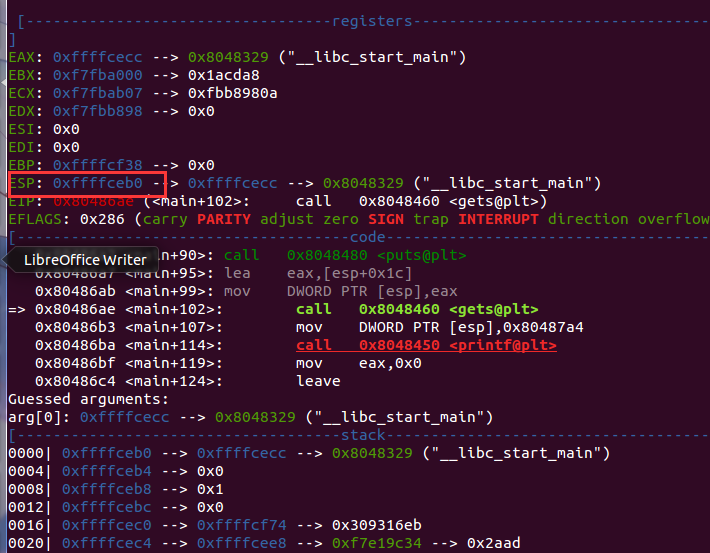 [----------------------------------registers-----------------------------------
]
EAX: 0xffffcecc --> 0x8048329 ("__libc_start_main")
EBX: 0xf7fba000 --> 0x1acda8
ECX: 0xf7fbab07 --> 0xfbb8980a
EDX: 0xf7fbb898 --> 0x0
ESI: 0x0
EDI: 0x0
EBP: 0xffffcf38 --> 0x0
ESP: 0xffffceb0 --> 0xffffcecc --> 0x8048329 ("__libc_start_main")
EIP: 0x80486ae (<main+102>: call 0x8048460 <gets@plt>)
EFLAGS: 0x286 (carry PARITY adjust zero SIGN trap INTERRUPT direction overflow
[-------------------------------------code-------------------------------------
<main+90>: call 0x8048480 <puts@plt>
LibreOffice Writer
<main+95>: lea eax,[esp+0x1c]
0x80486ab <main+99>: mov DWORD PTR [esp],eax
=> 0x80486ae <main+102>: call 0x8048460 <gets@plt>
0x80486b3 <main+107>: mov DWORD PTR [esp],0x80487a4
0x80486ba <main+114>: call 0x8048450 <printf@plt>
0x80486bf <main+119>: mov eax,0x0
0x80486c4 <main+124>: leave
Guessed arguments:
arg[0]: 0xffffcecc --> 0x8048329 ("__libc_start_main")
[------------------------------------stack-------------------------------------
0000| 0xffffceb0 --> 0xffffcecc --> 0x8048329 ("__libc_start_main")
0004| 0xffffceb4 --> 0x0
0008| 0xffffceb8 --> 0x1
0012| 0xffffcebc --> 0x0
0016| 0xffffcec0 --> 0xffffcf74 --> 0x309316eb
0020| 0xffffcec4 --> 0xffffcee8 --> 0xf7e19c34 --> 0x2aad